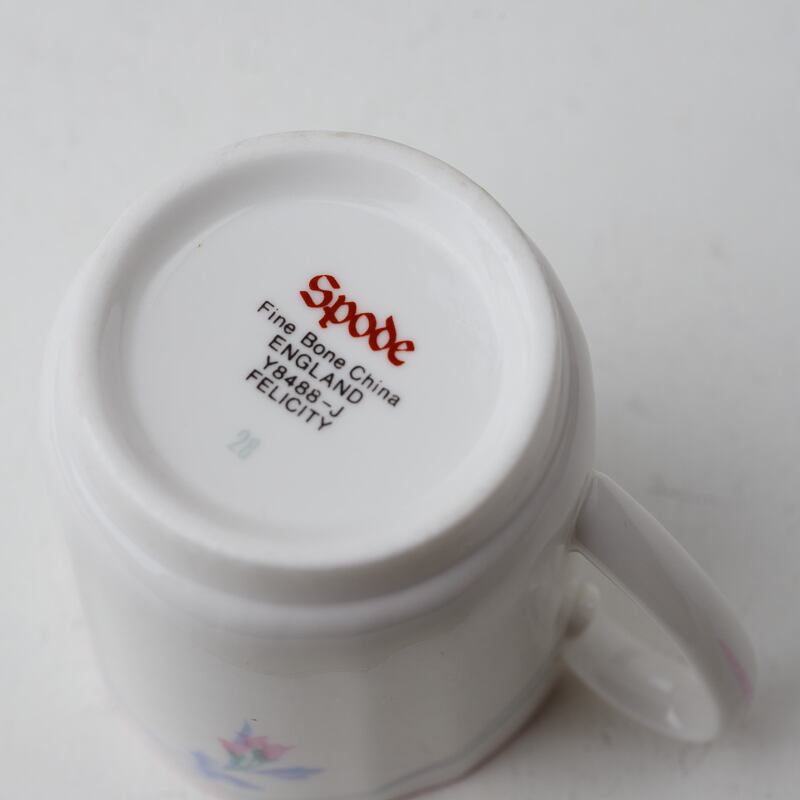 Spode
Fine Bone China
ENGLAND
Y8488-J
FELICITY
28